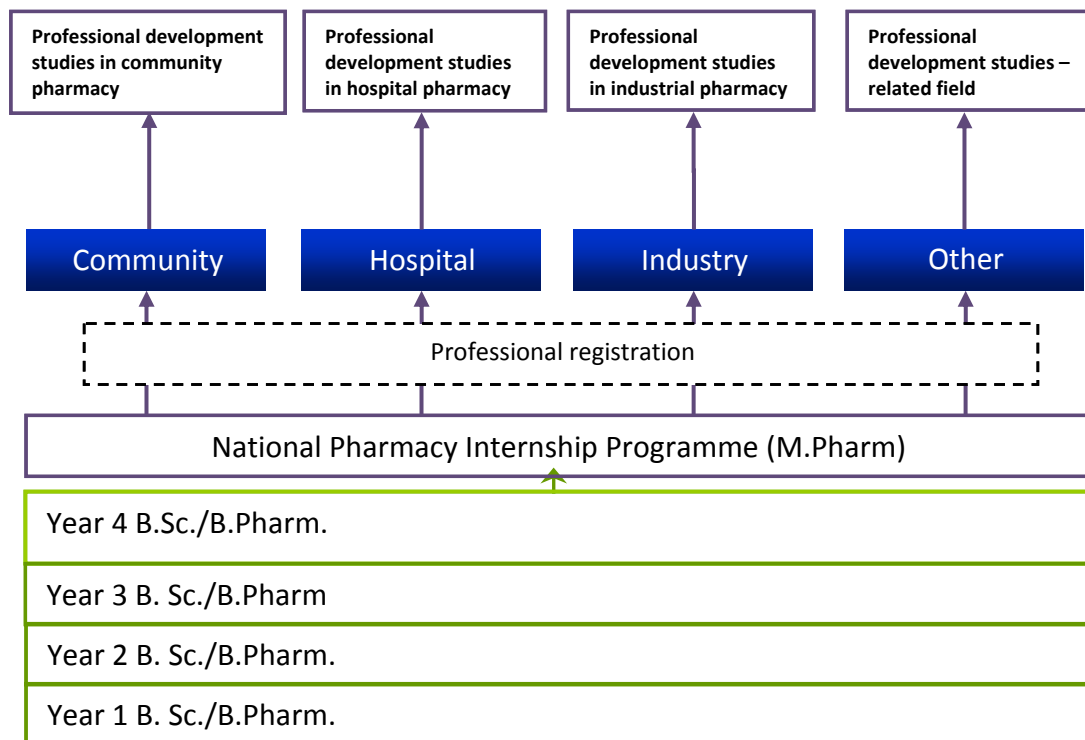 Professional development
studies in community
pharmacy
Professional
development studies
in hospital pharmacy
Professional
development studies
in industrial pharmacy
Professional
development studies –
related field
Community
Hospital
Industry
Other
Professional registration
National Pharmacy Internship Programme (M.Pharm)
Year 4 B.Sc./B.Pharm.
Year 3 B. Sc./B.Pharm
Year 2 B. Sc./B.Pharm.
Year 1 B. Sc./B.Pharm.